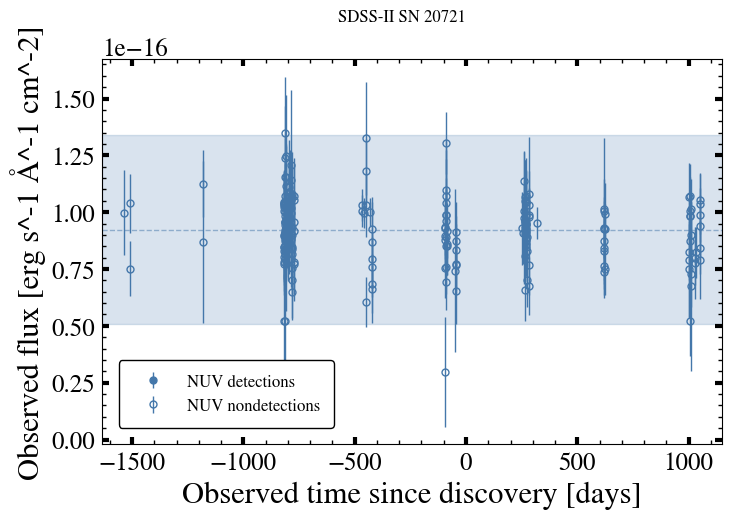 SDSS-II SN 20721
1e−16
Observed flux [erg s^-1 Å^-1 cm^-2]
1.50
1.25
1.00
0.75
0.50
0.25
0.00
NUV detections
NUV nondetections
−1500
−1000
−500
0
500
1000
Observed time since discovery [days]